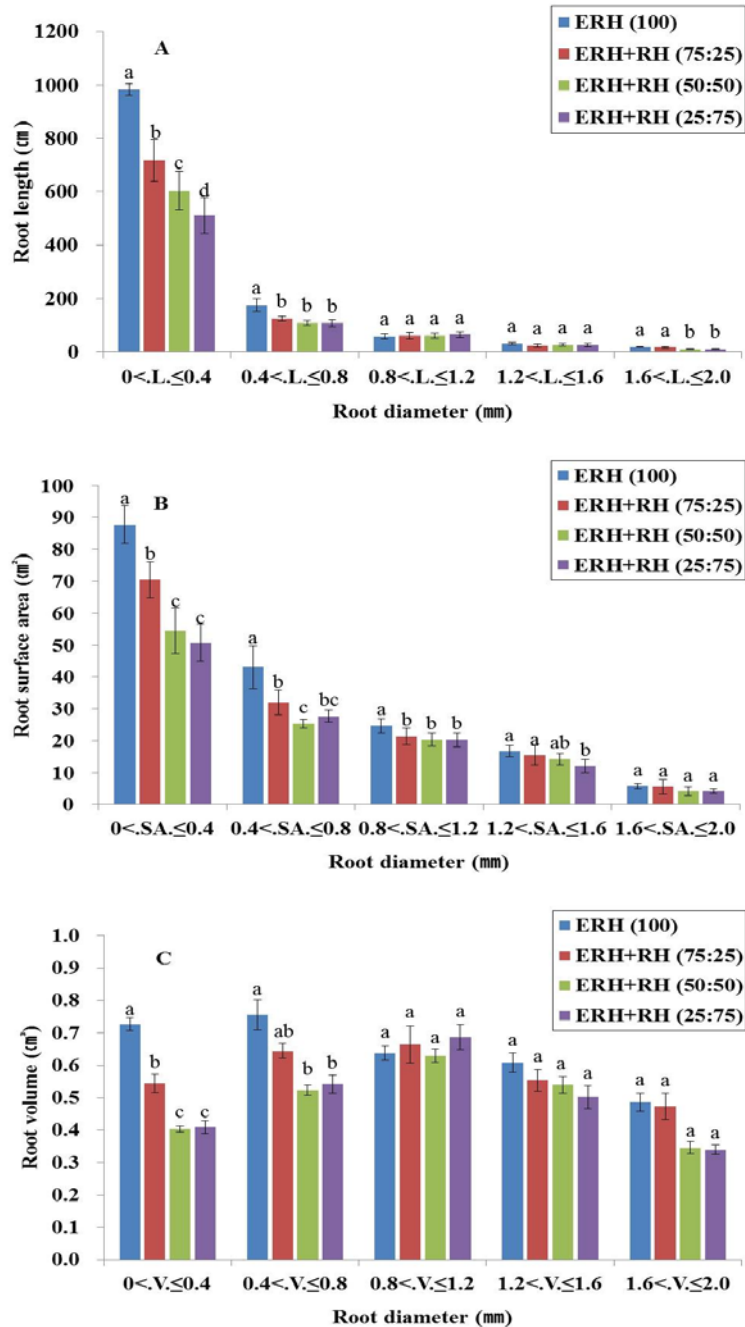 1200
A
ERH (100)
ERH+RH (75:25)
ERH+RH (50:50)
ERH+RH (25:75)
1000
800
600
400
200
0
a
b
c
d
a
b
b
b
a
a
a
a
a
a
a
a
a
a
b
b
Root length (㎝)
0<.L.≤0.4
0.4<.L.≤0.8
0.8<.L.≤1.2
1.2<.L.≤1.6
1.6<.L.≤2.0
Root diameter (㎜)
100
B
ERH (100)
ERH+RH (75:25)
ERH+RH (50:50)
ERH+RH (25:75)
90
80
70
60
50
40
30
20
10
0
a
b
c
c
a
b
c
bc
a
b
b
b
a
a
ab
b
a
a
a
a
Root surface area (㎠)
0<.SA.≤0.4
0.4<.SA.≤0.8
0.8<.SA.≤1.2
1.2<.SA.≤1.6
1.6<.SA.≤2.0
Root diameter (㎜)
1.0
C
ERH (100)
ERH+RH (75:25)
ERH+RH (50:50)
ERH+RH (25:75)
0.9
0.8
0.7
0.6
0.5
0.4
0.3
0.2
0.1
0.0
a
b
c
c
a
ab
b
b
a
a
a
a
a
a
a
a
a
a
a
a
Root volume
0<.V.≤0.4
0.4<.V.≤0.8
0.8<.V.≤1.2
1.2<.V.≤1.6
1.6<.V.≤2.0
Root diameter (㎜)